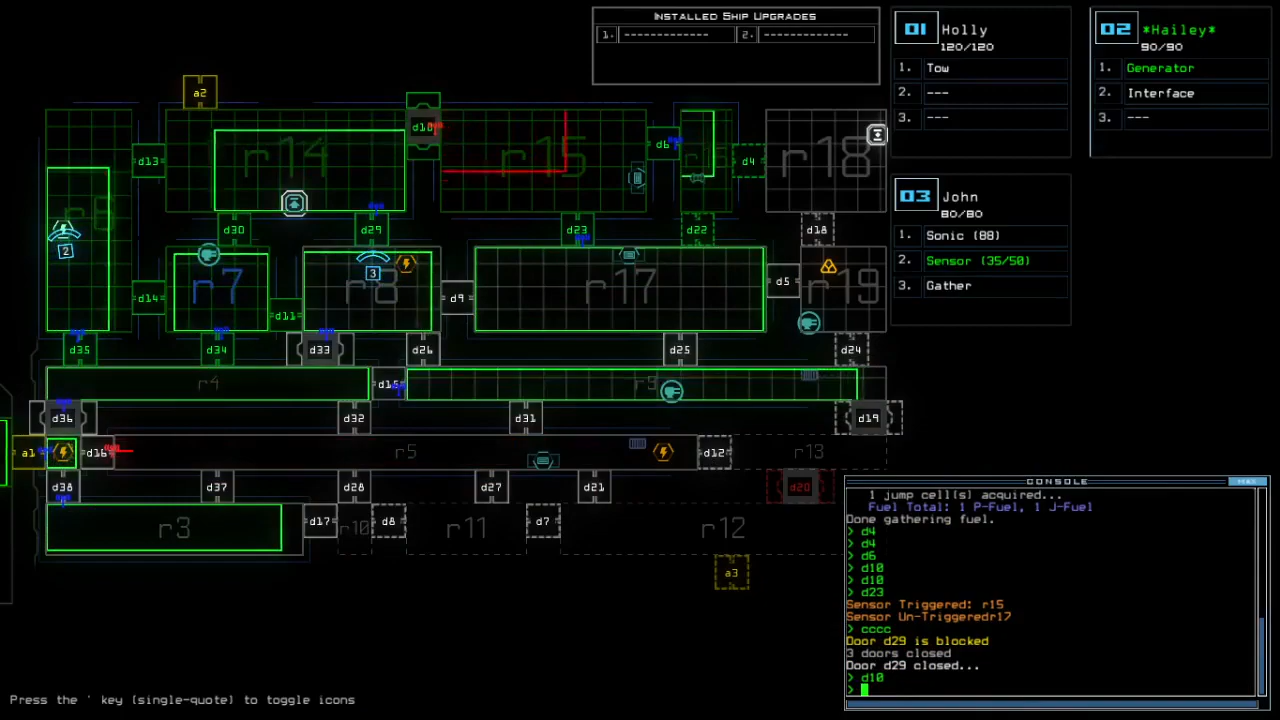 Installed Ship Upgrades
1. ------------- 2. -------------
01 Holly
120/120
1. Tow
2. ---
3. ---
02 *Hailey*
90/90
1. Generator
2. Interface
3. ---
03 John
80/80
1. Sonic (88)
2. Sensor (35/50)
3. Gather
a2
d10
r14
r15
d6
d4
r18
d13
d30
d29
d23
d22
d18
2
3
r7
r8
r17
r19
d14
d11
d9
d5
d35
d34
d33
d26
d25
d24
r4
d15
r9
d36
d32
d31
d19
a1
d16
r5
d12
r13
d38
d37
d28
d27
d21
d20
r3
d17
r10
d8
r11
d7
r12
a3
CONSOLE
1 jump cell(s) acquired...
Fuel Total: 1 P-Fuel, 1 J-Fuel
Done gathering fuel.
> d4
> d4
> d6
> d10
> d10
> d23
Sensor Triggered: r15
Sensor Un-Triggeredr17
> cccc
Door d29 is blocked
3 doors closed
Door d29 closed...
> d10
>
Press the ' key (single-quote) to toggle icons